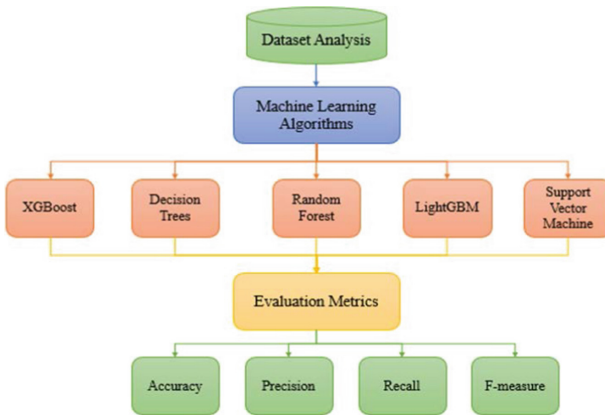 Dataset Analysis
Machine Learning
Algorithms
XGBoost
Decision
Trees
Random
Forest
LightGBM
Support
Vector
Machine
Evaluation Metrics
Accuracy
Precision
Recall
F-measure